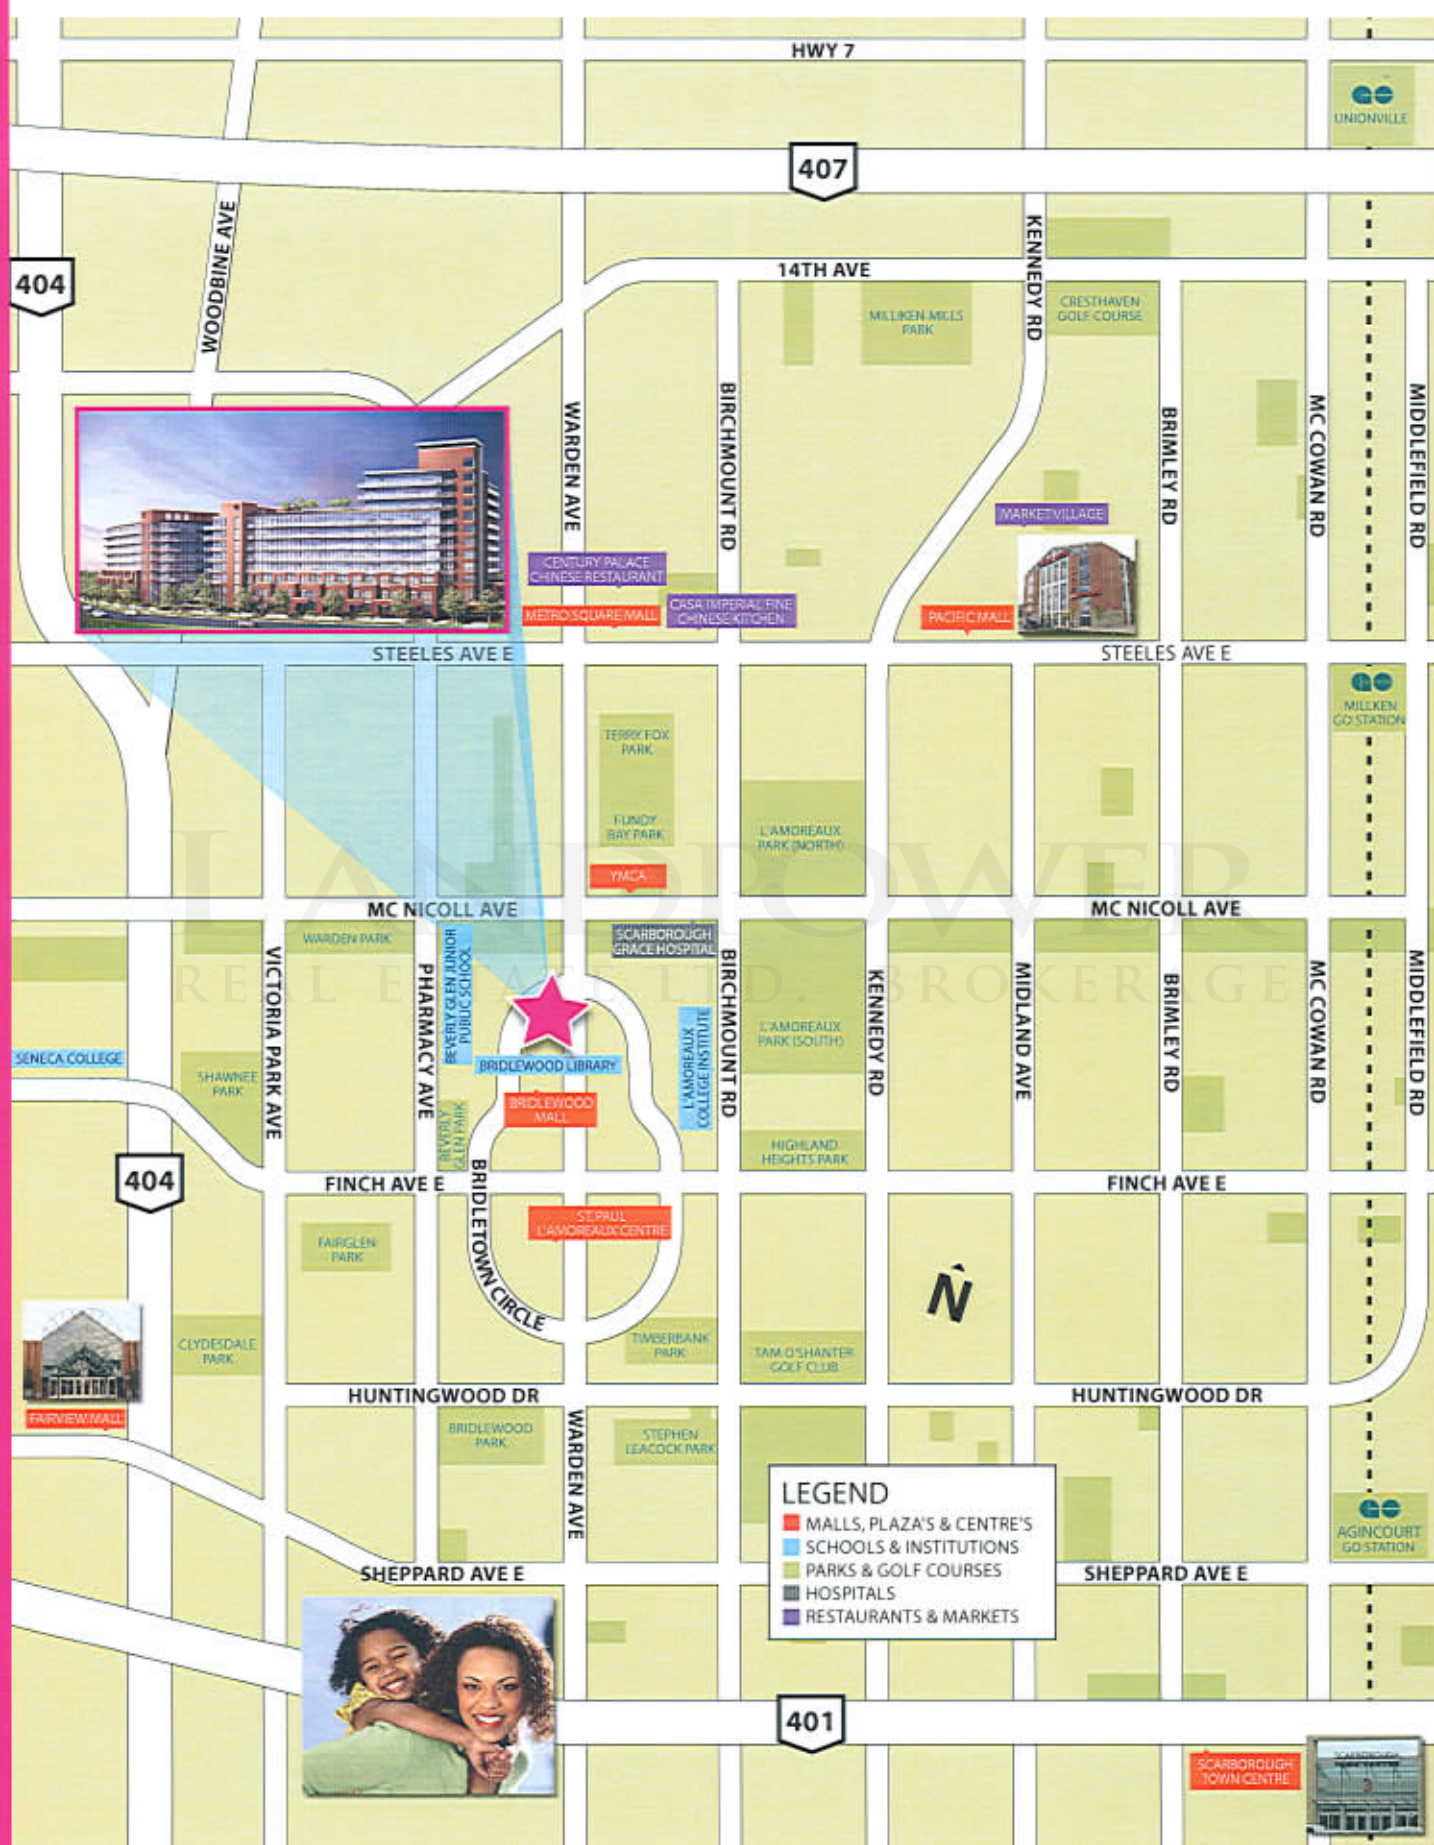 HWY 7
GO
UNIONVILLE
407
404
WOODBINE AVE
KENNEDY RD
14TH AVE
MILLIKEN MILLS
PARK
CRESTHAVEN
GOLF COURSE
BIRCHMOUNT RD
WARDEN AVE
BRIMLEY RD
MC COWAN RD
MIDDLEFIELD RD
MARKET VILLAGE
CENTURY PALACE
CHINESE RESTAURANT
METRO SQUARE MALL
CASA IMPERIAL FINE
CHINESE KITCHEN
PACIFIC MALL
STEELES AVE E
STEELES AVE E
GO
MILLKEN
GO STATION
TERRY FOX
PARK
FUNDY
BAY PARK
L'AMOREAUX
PARK (NORTH)
YMCA
LANDPOWER
REAL ESTATE LTD. BROKERAGE
MC NICOLL AVE
MC NICOLL AVE
WARDEN PARK
SCARBOROUGH
GRACE HOSPITAL
BEVERLY GLEN JUNIOR
PUBLIC SCHOOL
VICTORIA PARK AVE
PHARMACY AVE
BIRCHMOUNT RD
KENNEDY RD
MIDLAND AVE
BRIMLEY RD
MC COWAN RD
MIDDLEFIELD RD
L'AMOREAUX
COLLEGE INSTITUTE
L'AMOREAUX
PARK (SOUTH)
SENECA COLLEGE
SHAWNEE
PARK
BRIDLEWOOD LIBRARY
BRIDLEWOOD
MALL
BEVERLY
GLEN PARK
HIGHLAND
HEIGHTS PARK
404
FINCH AVE E
FINCH AVE E
BRIDLETOWN CIRCLE
ST. PAUL
L'AMOREAUX CENTRE
FAIRGLEN
PARK
N
CLYDESDALE
PARK
TIMBERBANK
PARK
TAM O'SHANTER
GOLF CLUB
HUNTINGWOOD DR
HUNTINGWOOD DR
FAIRVIEW MALL
BRIDLEWOOD
PARK
WARDEN AVE
STEPHEN
LEACOCK PARK
LEGEND
MALLS, PLAZA'S & CENTRE'S
SCHOOLS & INSTITUTIONS
PARKS & GOLF COURSES
HOSPITALS
RESTAURANTS & MARKETS
GO
AGINCOURT
GO STATION
SHEPPARD AVE E
SHEPPARD AVE E
401
SCARBOROUGH
TOWN CENTRE